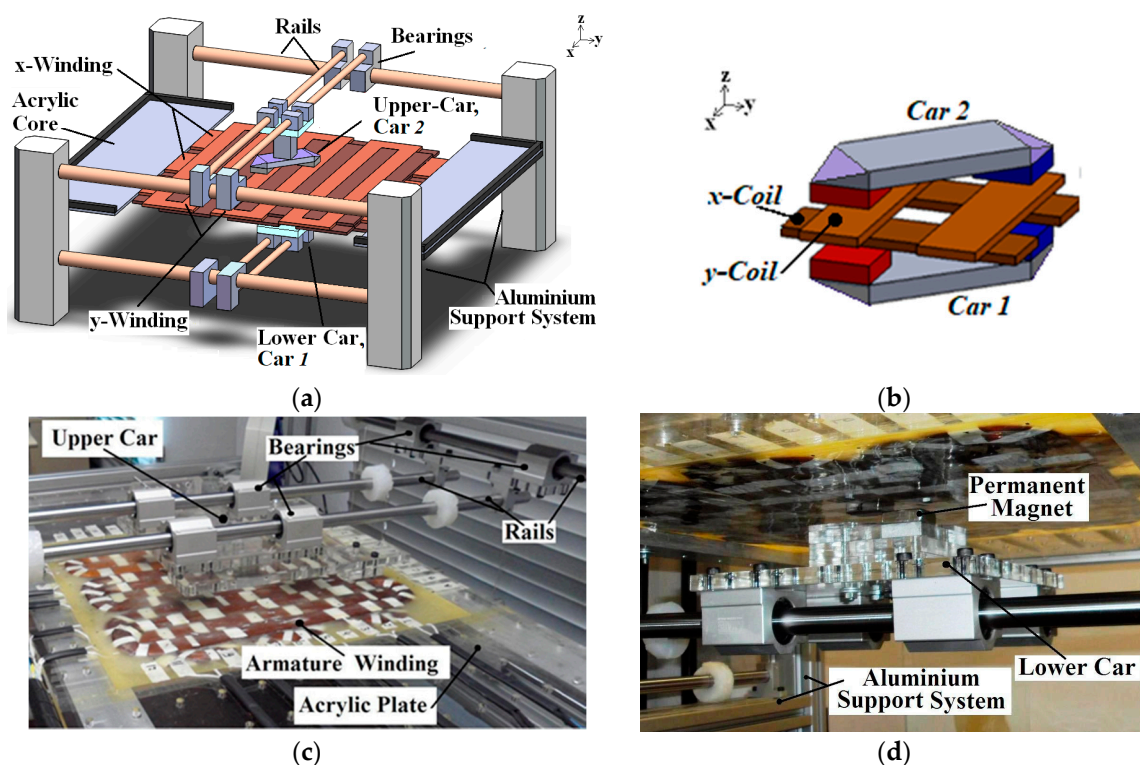 Rails
Bearings
z
y
x
x-Winding
Acrylic
Core
Upper-Car,
Car 2
y-Winding
Lower Car,
Car 1
Aluminium
Support System
(a)
z
y
x
Car 2
x-Coil
y-Coil
Car 1
(b)
Upper Car
Bearings
Rails
Armature Winding
Acrylic Plate
(c)
Permanent
Magnet
Lower Car
Aluminium
Support System
(d)